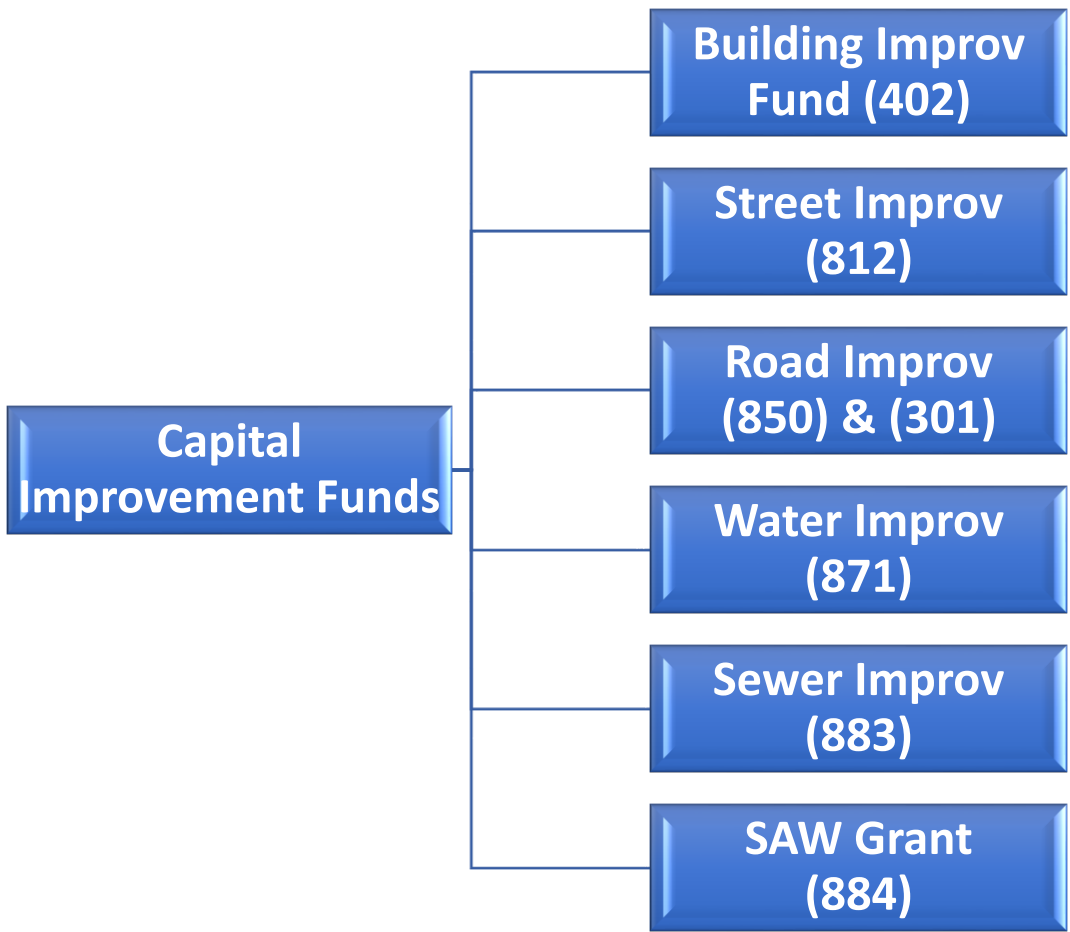 Building Improv
Fund (402)
Street Improv
(812)
Road Improv
(850) & (301)
Capital
Improvement Funds
Water Improv
(871)
Sewer Improv
(883)
SAW Grant
(884)